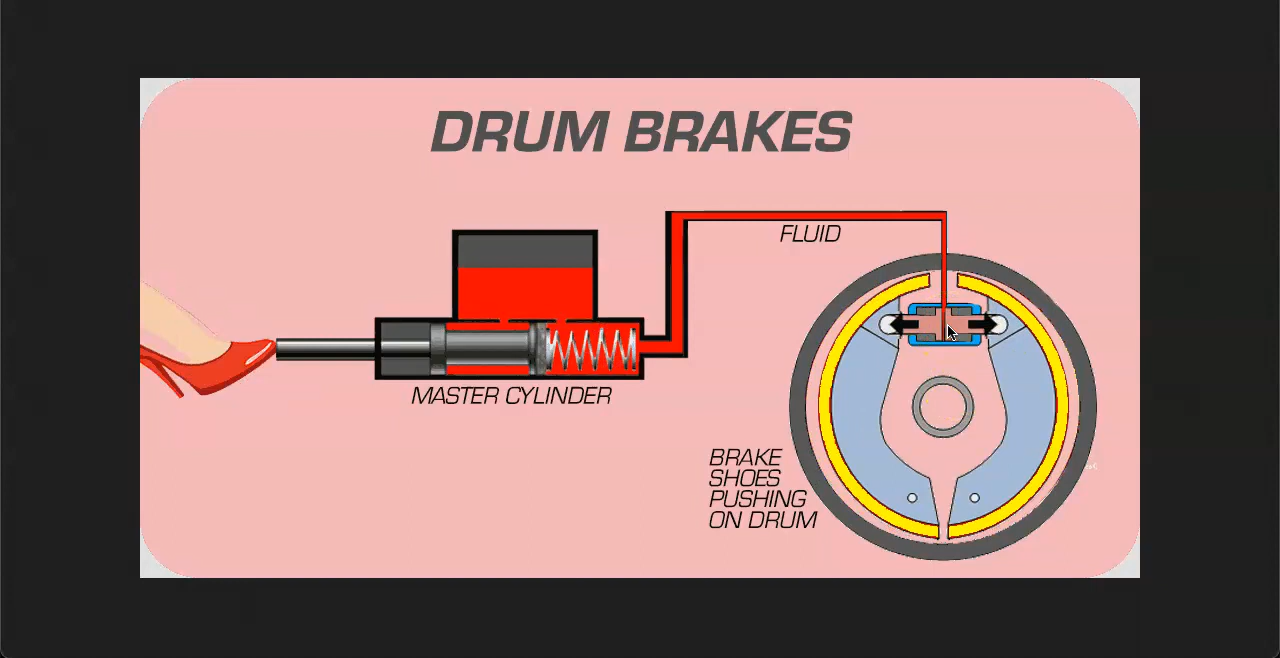 DRUM BRAKES
FLUID
MASTER CYLINDER
BRAKE
SHOES
PUSHING
ON DRUM